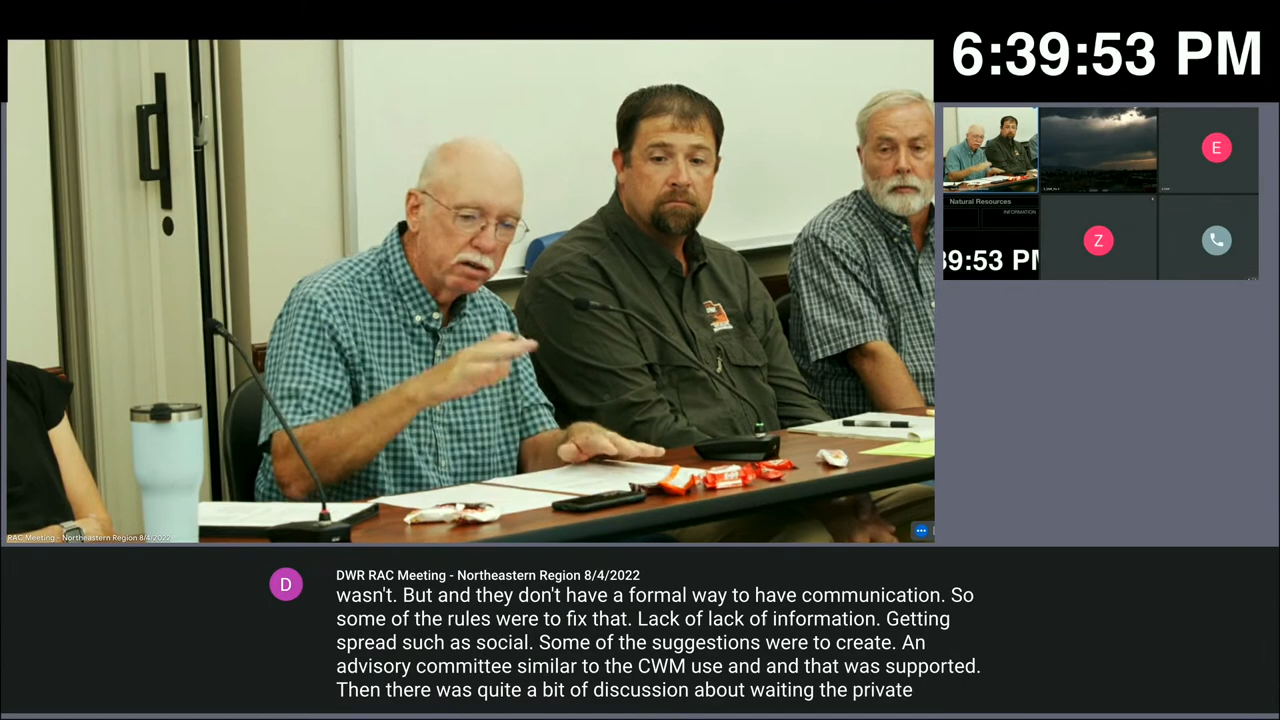 6:39:53 PM
E
Natural Resources
INFORMATION
39:53 PM
Z
RAC Meeting - Northeastern Region 8/4/2022
D
DWR RAC Meeting - Northeastern Region 8/4/2022
wasn't. But and they don't have a formal way to have communication. So
some of the rules were to fix that. Lack of lack of information. Getting
spread such as social. Some of the suggestions were to create. An
advisory committee similar to the CWM use and and that was supported.
Then there was quite a bit of discussion about waiting the private